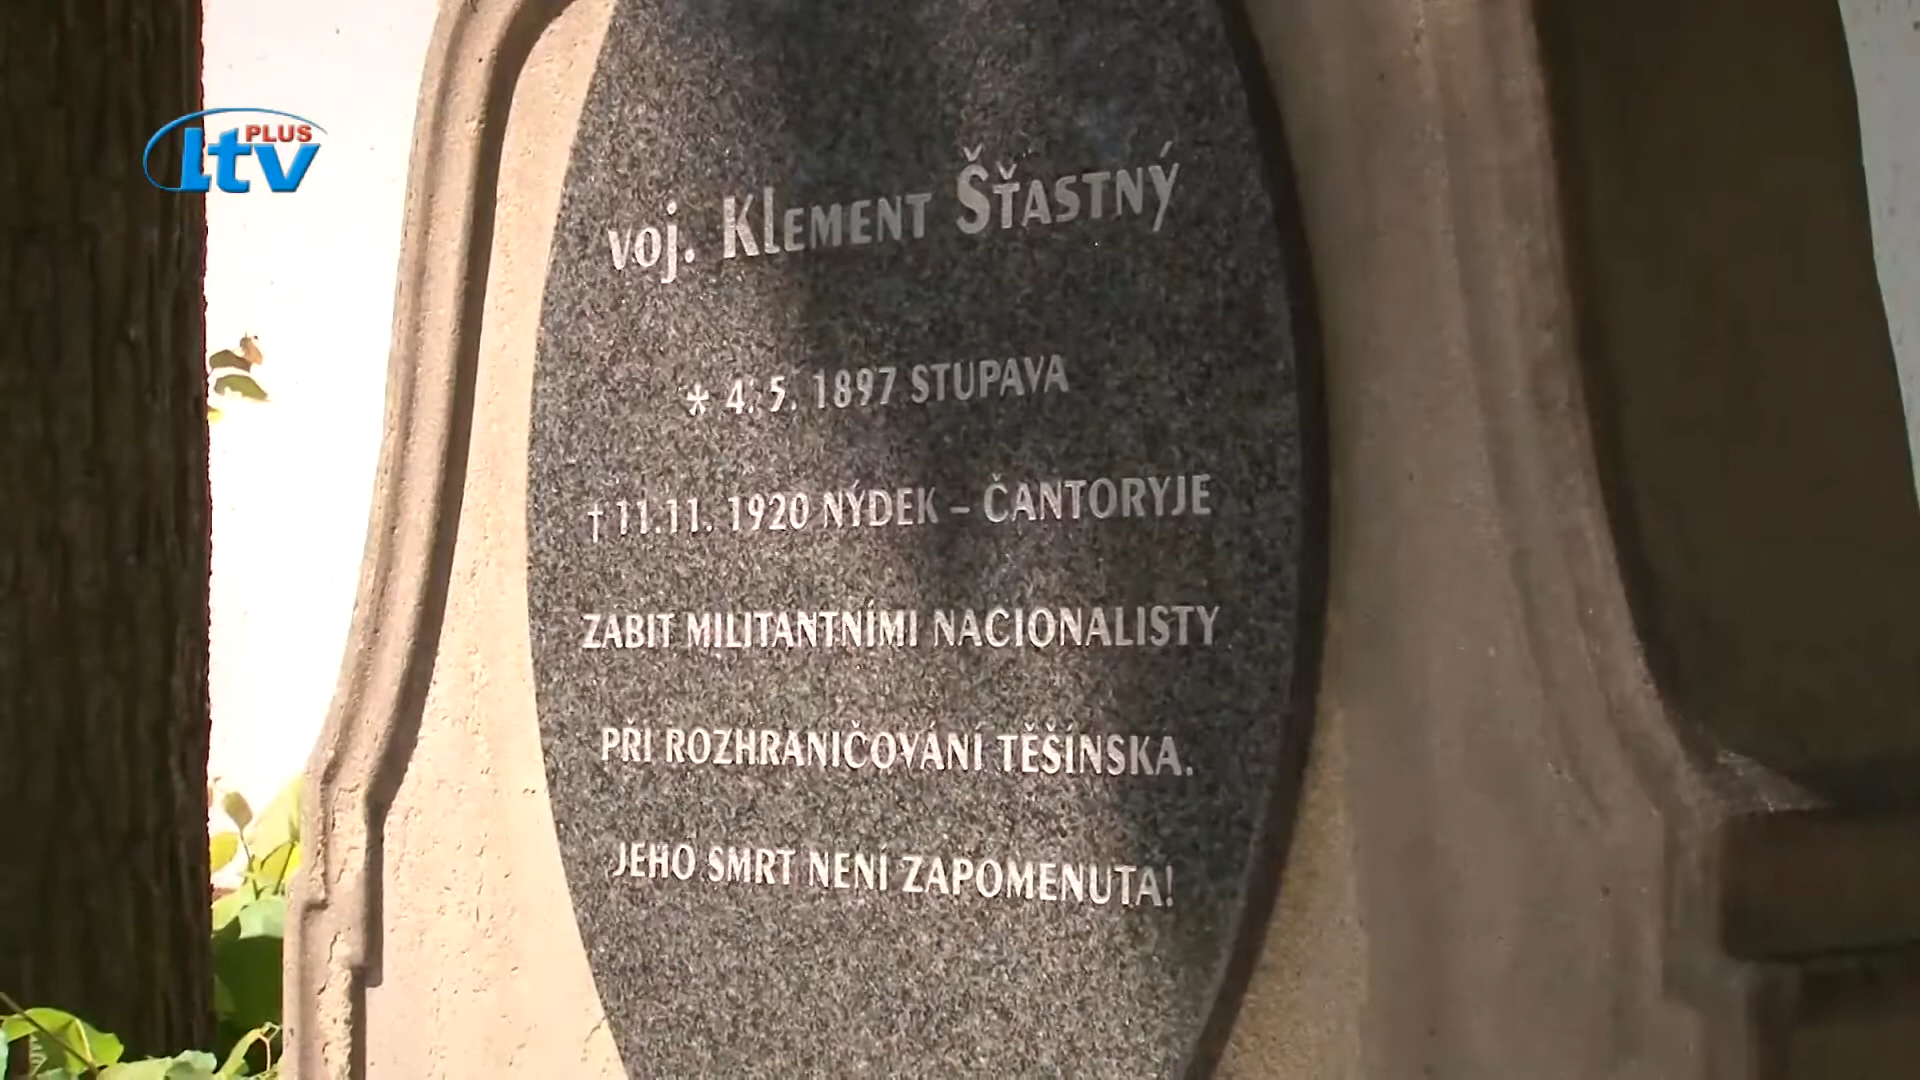 ltv PLUS
voj. Klement Šťastný
* 4. 5. 1897 STUPAVA
† 11.11. 1920 NÝDEK – ČANTORYJE
ZABIT MILITANTNÍMI NACIONALISTY
PŘI ROZHRANIČOVÁNÍ TĚŠÍNSKA.
JEHO SMRT NENÍ ZAPOMENUTA!